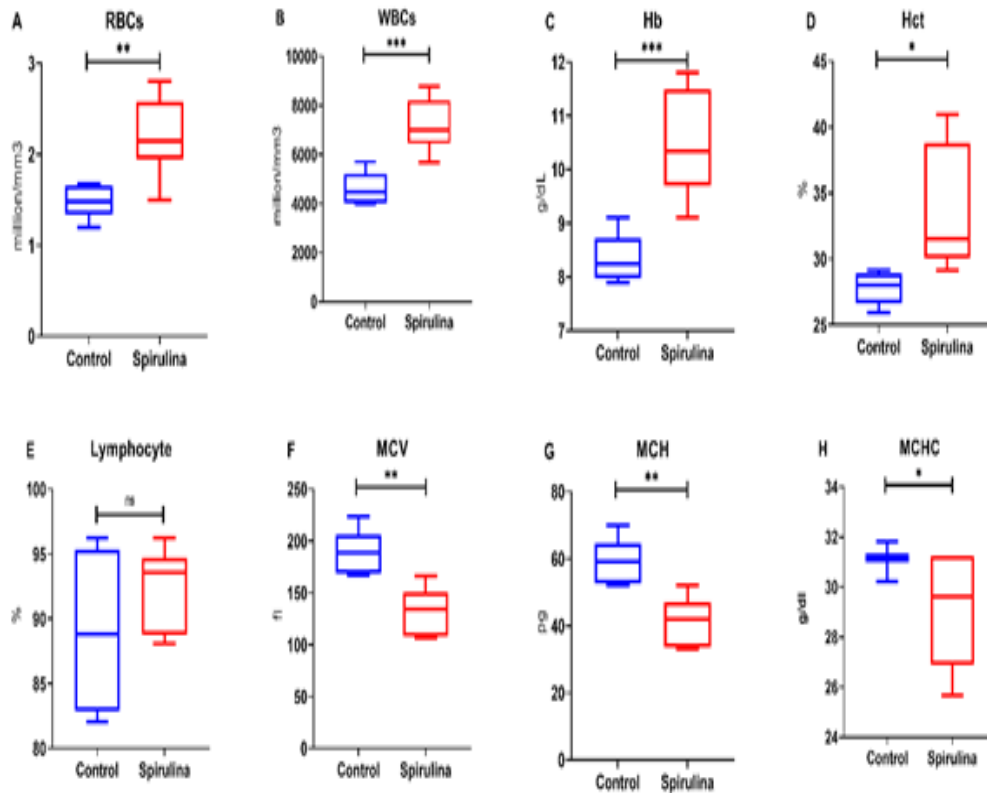 A RBCs
**
3
2
1
0
million/mm3
Control Spirulina
B WBCs
***
10000
8000
6000
4000
2000
0
million/mm3
Control Spirulina
C Hb
***
12
11
10
9
8
7
g/dL
Control Spirulina
D Hct
*
45
40
35
30
25
%
Control Spirulina
E Lymphocyte
ns
100
95
90
85
80
%
Control Spirulina
F MCV
**
250
200
150
100
50
0
fl
Control Spirulina
G MCH
**
80
60
40
20
0
pg
Control Spirulina
H MCHC
*
34
32
30
28
26
24
g/dl
Control Spirulina